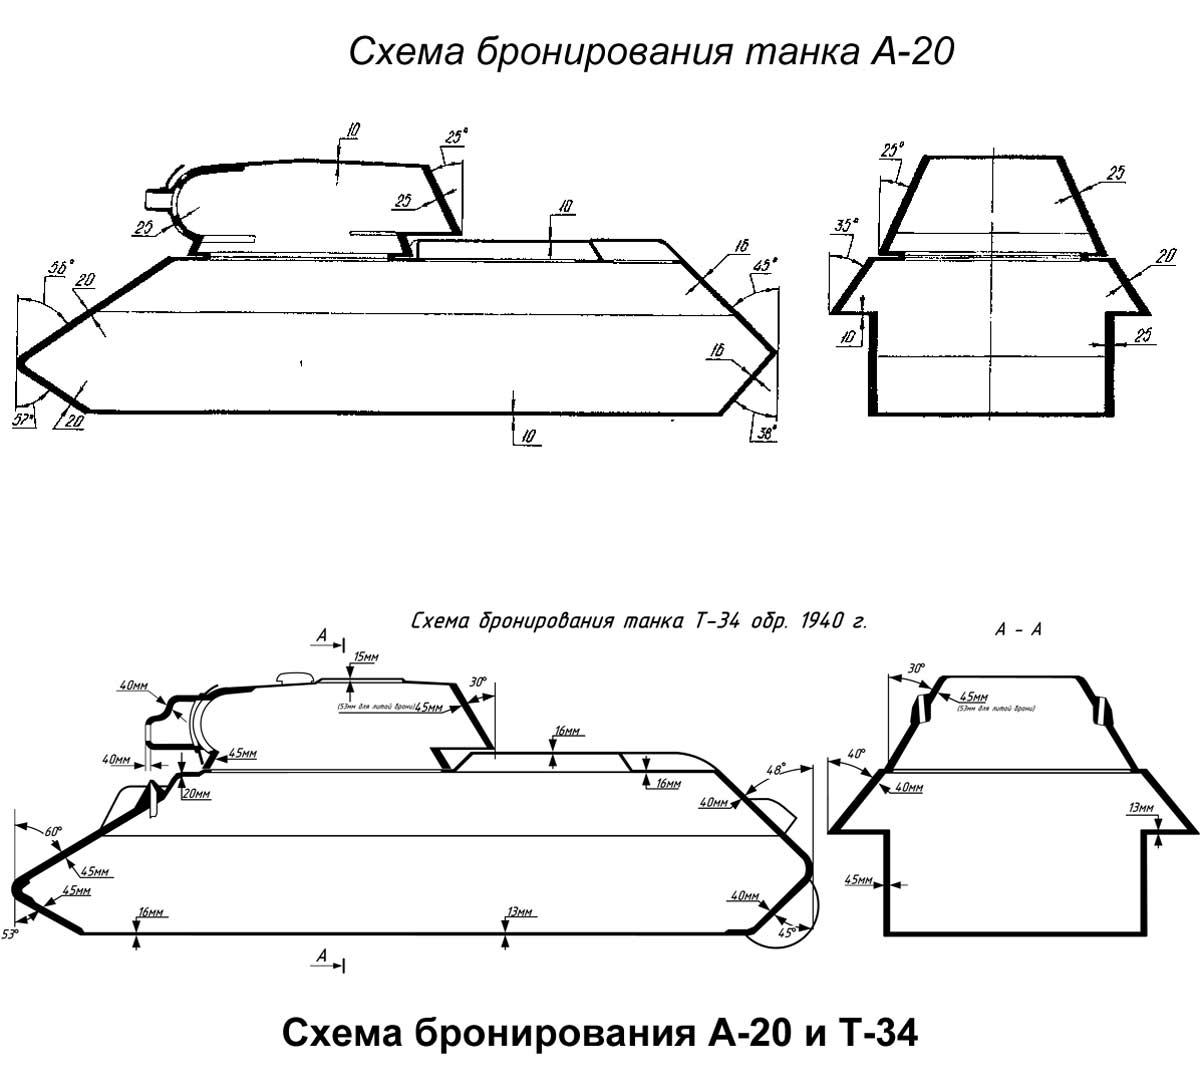 Схема бронирования танка А-20
10
25°
25
25
10
56°
20
16
45°
16
57°
20
10
38°
25°
25
35°
20
10
25
Схема бронирования танка Т-34 обр. 1940 г.
А
А - А
15мм
40мм
30°
(53мм для литой брони) 45мм
40мм
45мм
20мм
16мм
16мм
48°
40мм
60°
45мм
45мм
53°
16мм
13мм
40мм
45°
А
30°
45мм
(53мм для литой брони)
40°
40мм
13мм
45мм
Схема бронирования А-20 и Т-34